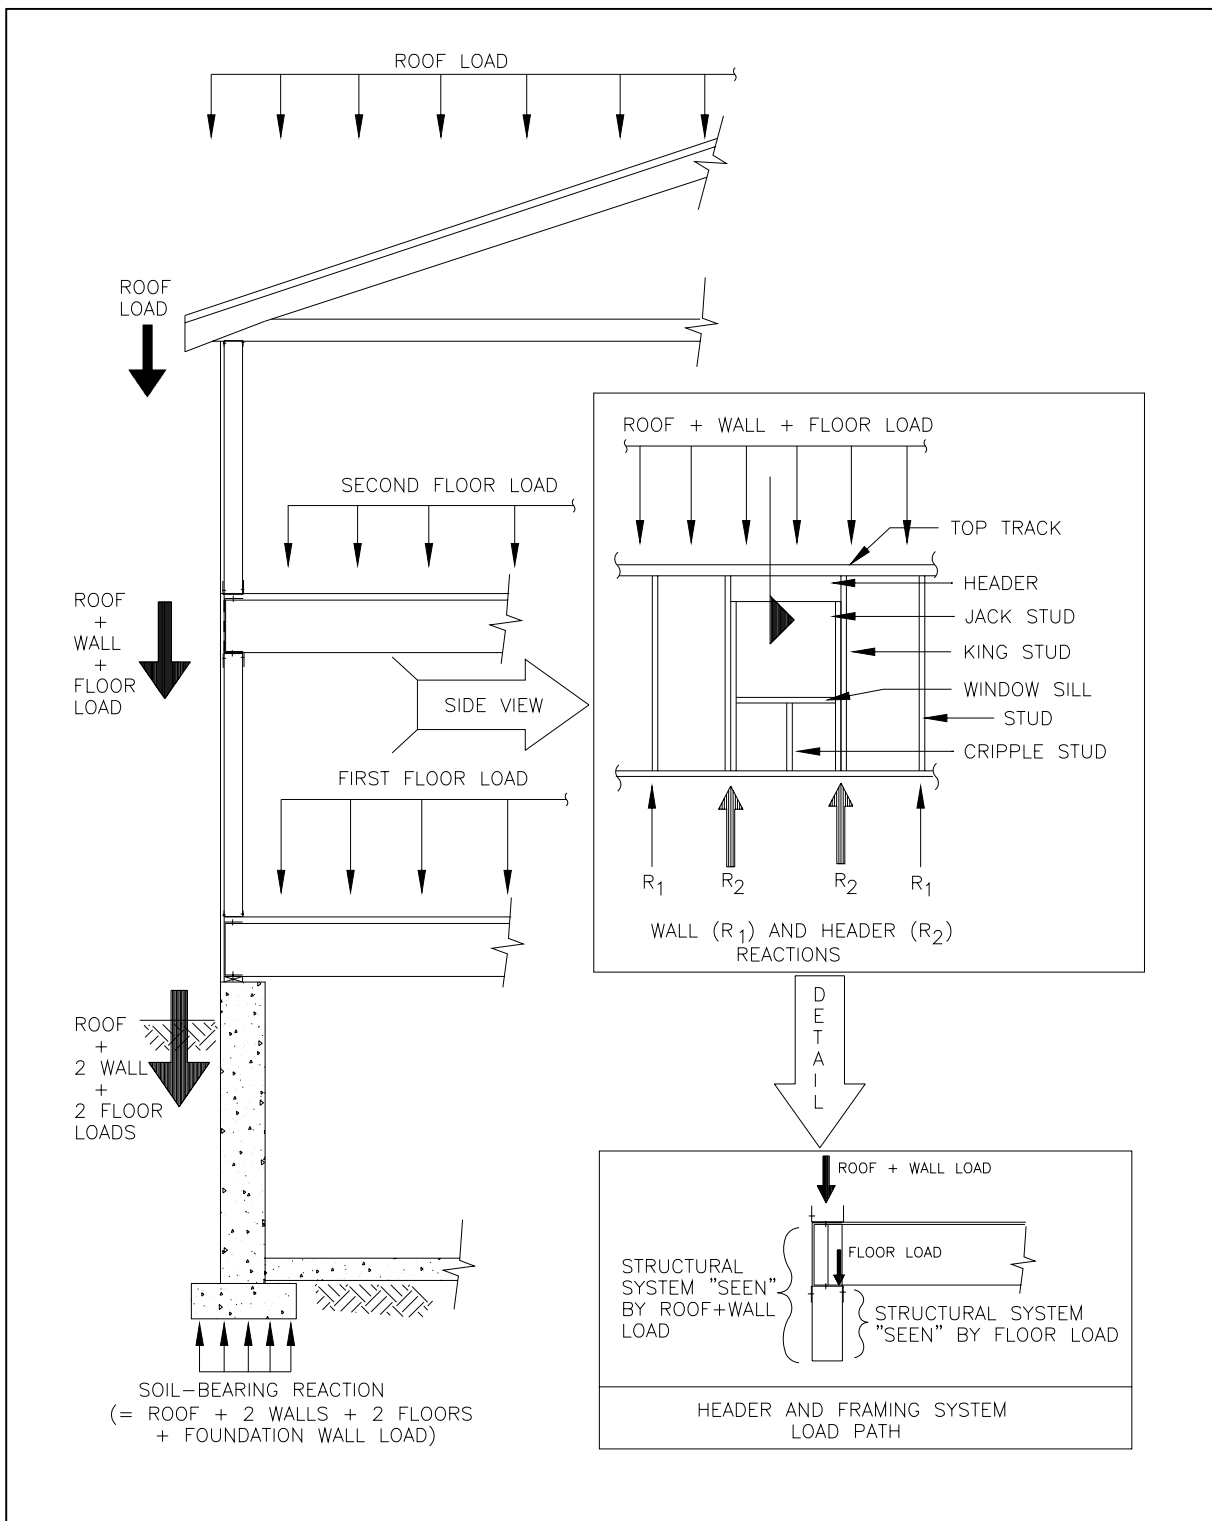 ROOF LOAD
ROOF
LOAD
SECOND FLOOR LOAD
ROOF
+
WALL
+
FLOOR
LOAD
SIDE VIEW
FIRST FLOOR LOAD
ROOF
+
2 WALL
+
2 FLOOR
LOADS
SOIL-BEARING REACTION
(= ROOF + 2 WALLS + 2 FLOORS
+ FOUNDATION WALL LOAD)
ROOF + WALL + FLOOR LOAD
TOP TRACK
HEADER
JACK STUD
KING STUD
WINDOW SILL
STUD
CRIPPLE STUD
R1 R2 R2 R1
WALL (R1) AND HEADER (R2)
REACTIONS
DETAIL
ROOF + WALL LOAD
FLOOR LOAD
STRUCTURAL
SYSTEM "SEEN"
BY ROOF+WALL
LOAD
STRUCTURAL SYSTEM
"SEEN" BY FLOOR LOAD
HEADER AND FRAMING SYSTEM
LOAD PATH